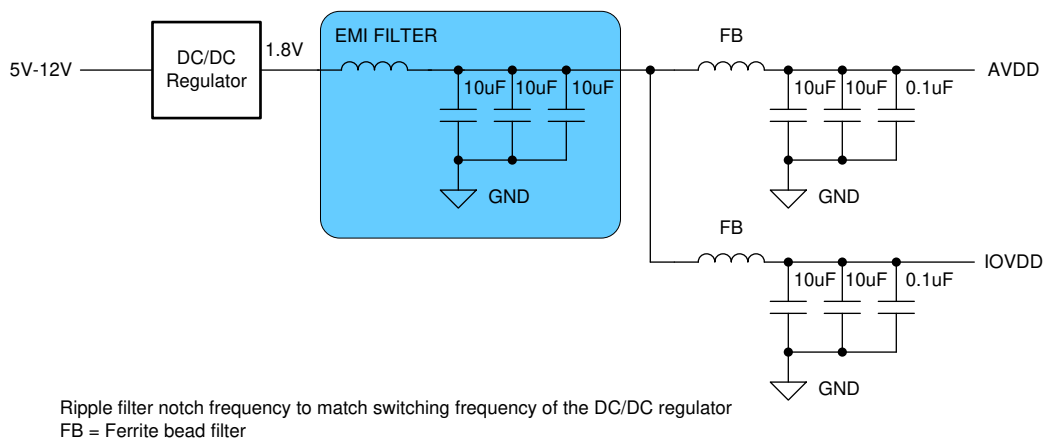 EMI FILTER
FB
DC/DC
Regulator
1.8V
5V-12V
AVDD
10uF
10uF
10uF
10uF
10uF
0.1uF
GND
GND
FB
IOVDD
10uF
10uF
0.1uF
GND
Ripple filter notch frequency to match switching frequency of the DC/DC regulator
FB = Ferrite bead filter